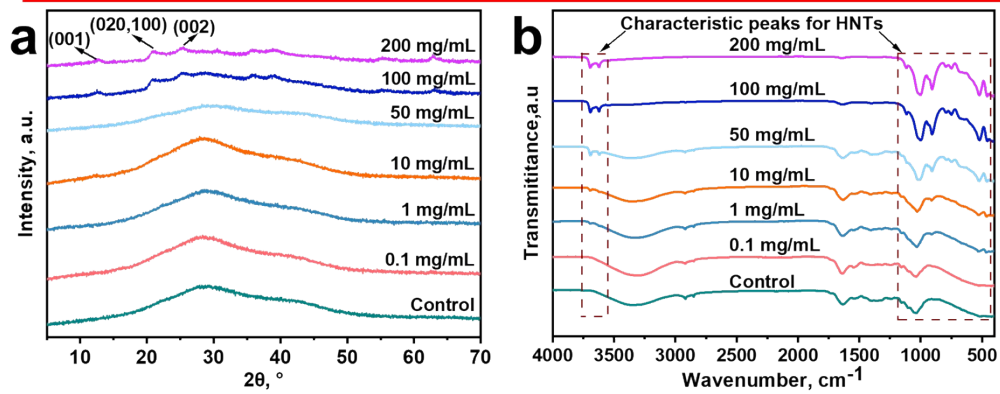 a
(001)
(020,100)
(002)
200 mg/mL
100 mg/mL
50 mg/mL
10 mg/mL
1 mg/mL
0.1 mg/mL
Control
Intensity, a.u.
10 20 30 40 50 60 70
2θ, °
b
Characteristic peaks for HNTs
200 mg/mL
100 mg/mL
50 mg/mL
10 mg/mL
1 mg/mL
0.1 mg/mL
Control
Transmititance,a.u
4000 3500 3000 2500 2000 1500 1000 500
Wavenumber, cm-1